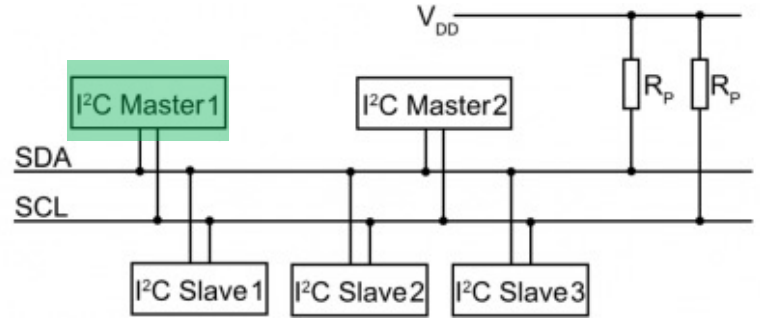 V_DD
I²C Master1
I²C Master2
R_P
R_P
SDA
SCL
I²C Slave1
I²C Slave2
I²C Slave3